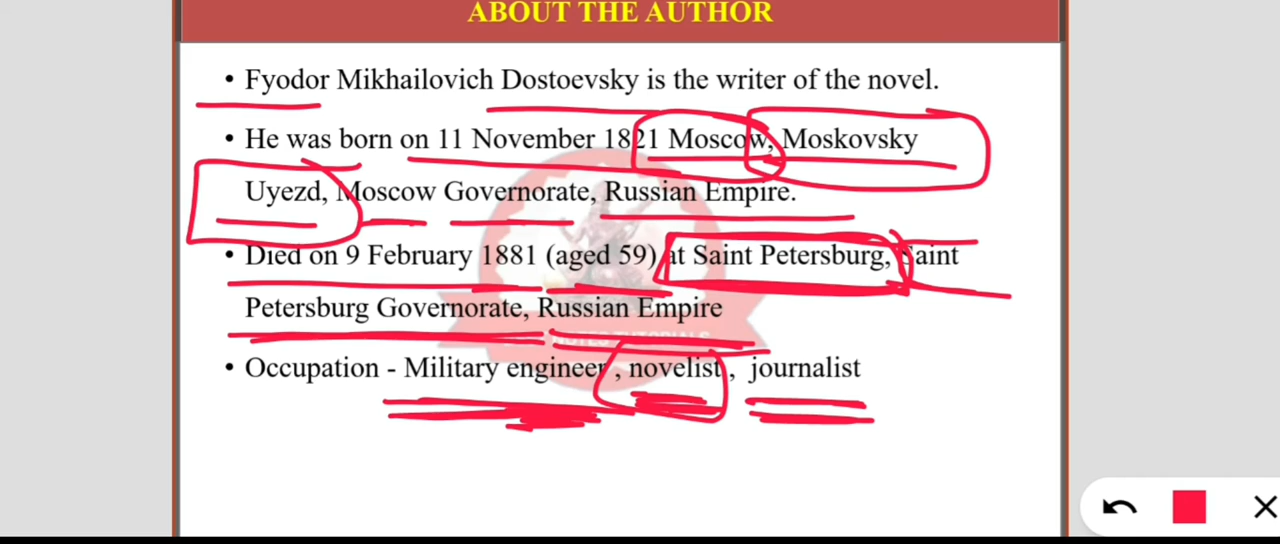 ABOUT THE AUTHOR
• Fyodor Mikhailovich Dostoevsky is the writer of the novel.
• He was born on 11 November 1821 Moscow, Moskovsky
Uyezd, Moscow Governorate, Russian Empire.
• Died on 9 February 1881 (aged 59) at Saint Petersburg, Saint
Petersburg Governorate, Russian Empire
• Occupation - Military engineer , novelist , journalist
NOTES TUTORIALS